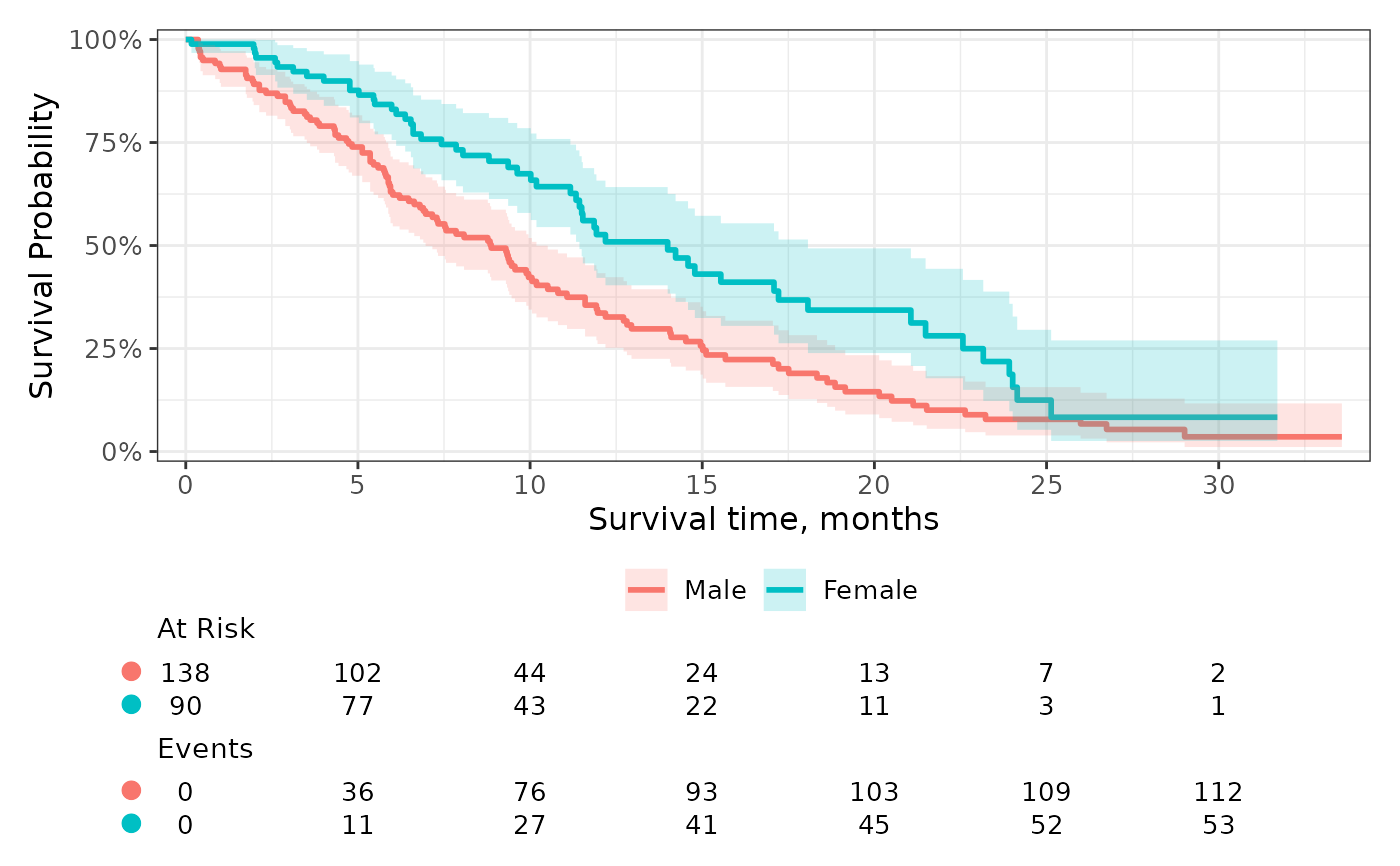 Survival Probability
100%
75%
50%
25%
0%
0 5 10 15 20 25 30
Survival time, months
Male Female
At Risk
138 102 44 24 13 7 2
90 77 43 22 11 3 1
Events
0 36 76 93 103 109 112
0 11 27 41 45 52 53